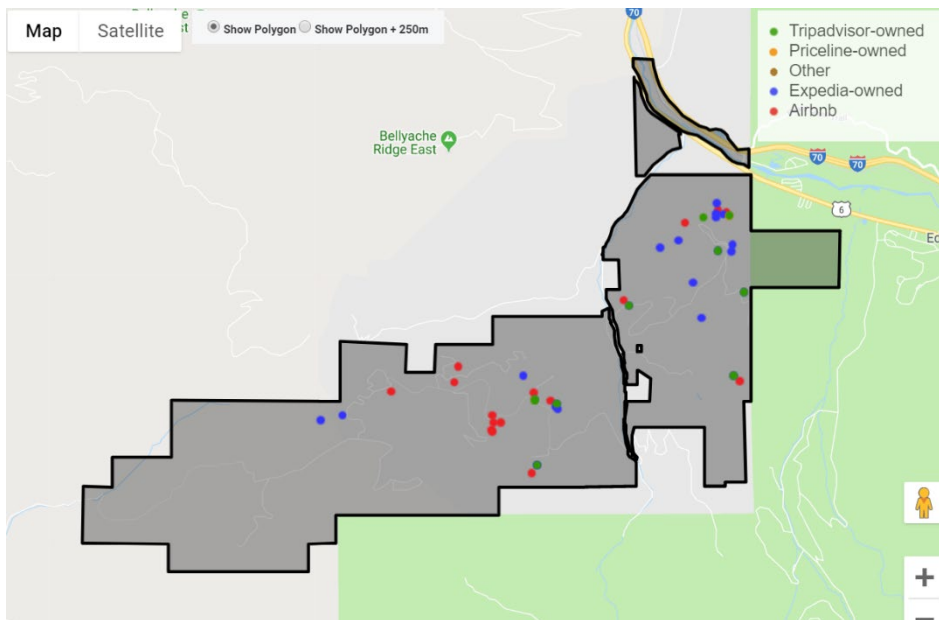 Map
Satellite
East
Show Polygon
Show Polygon + 250m
70
Tripadvisor-owned
Priceline-owned
Other
Expedia-owned
Airbnb
Bellyache
Ridge East
70
70
6